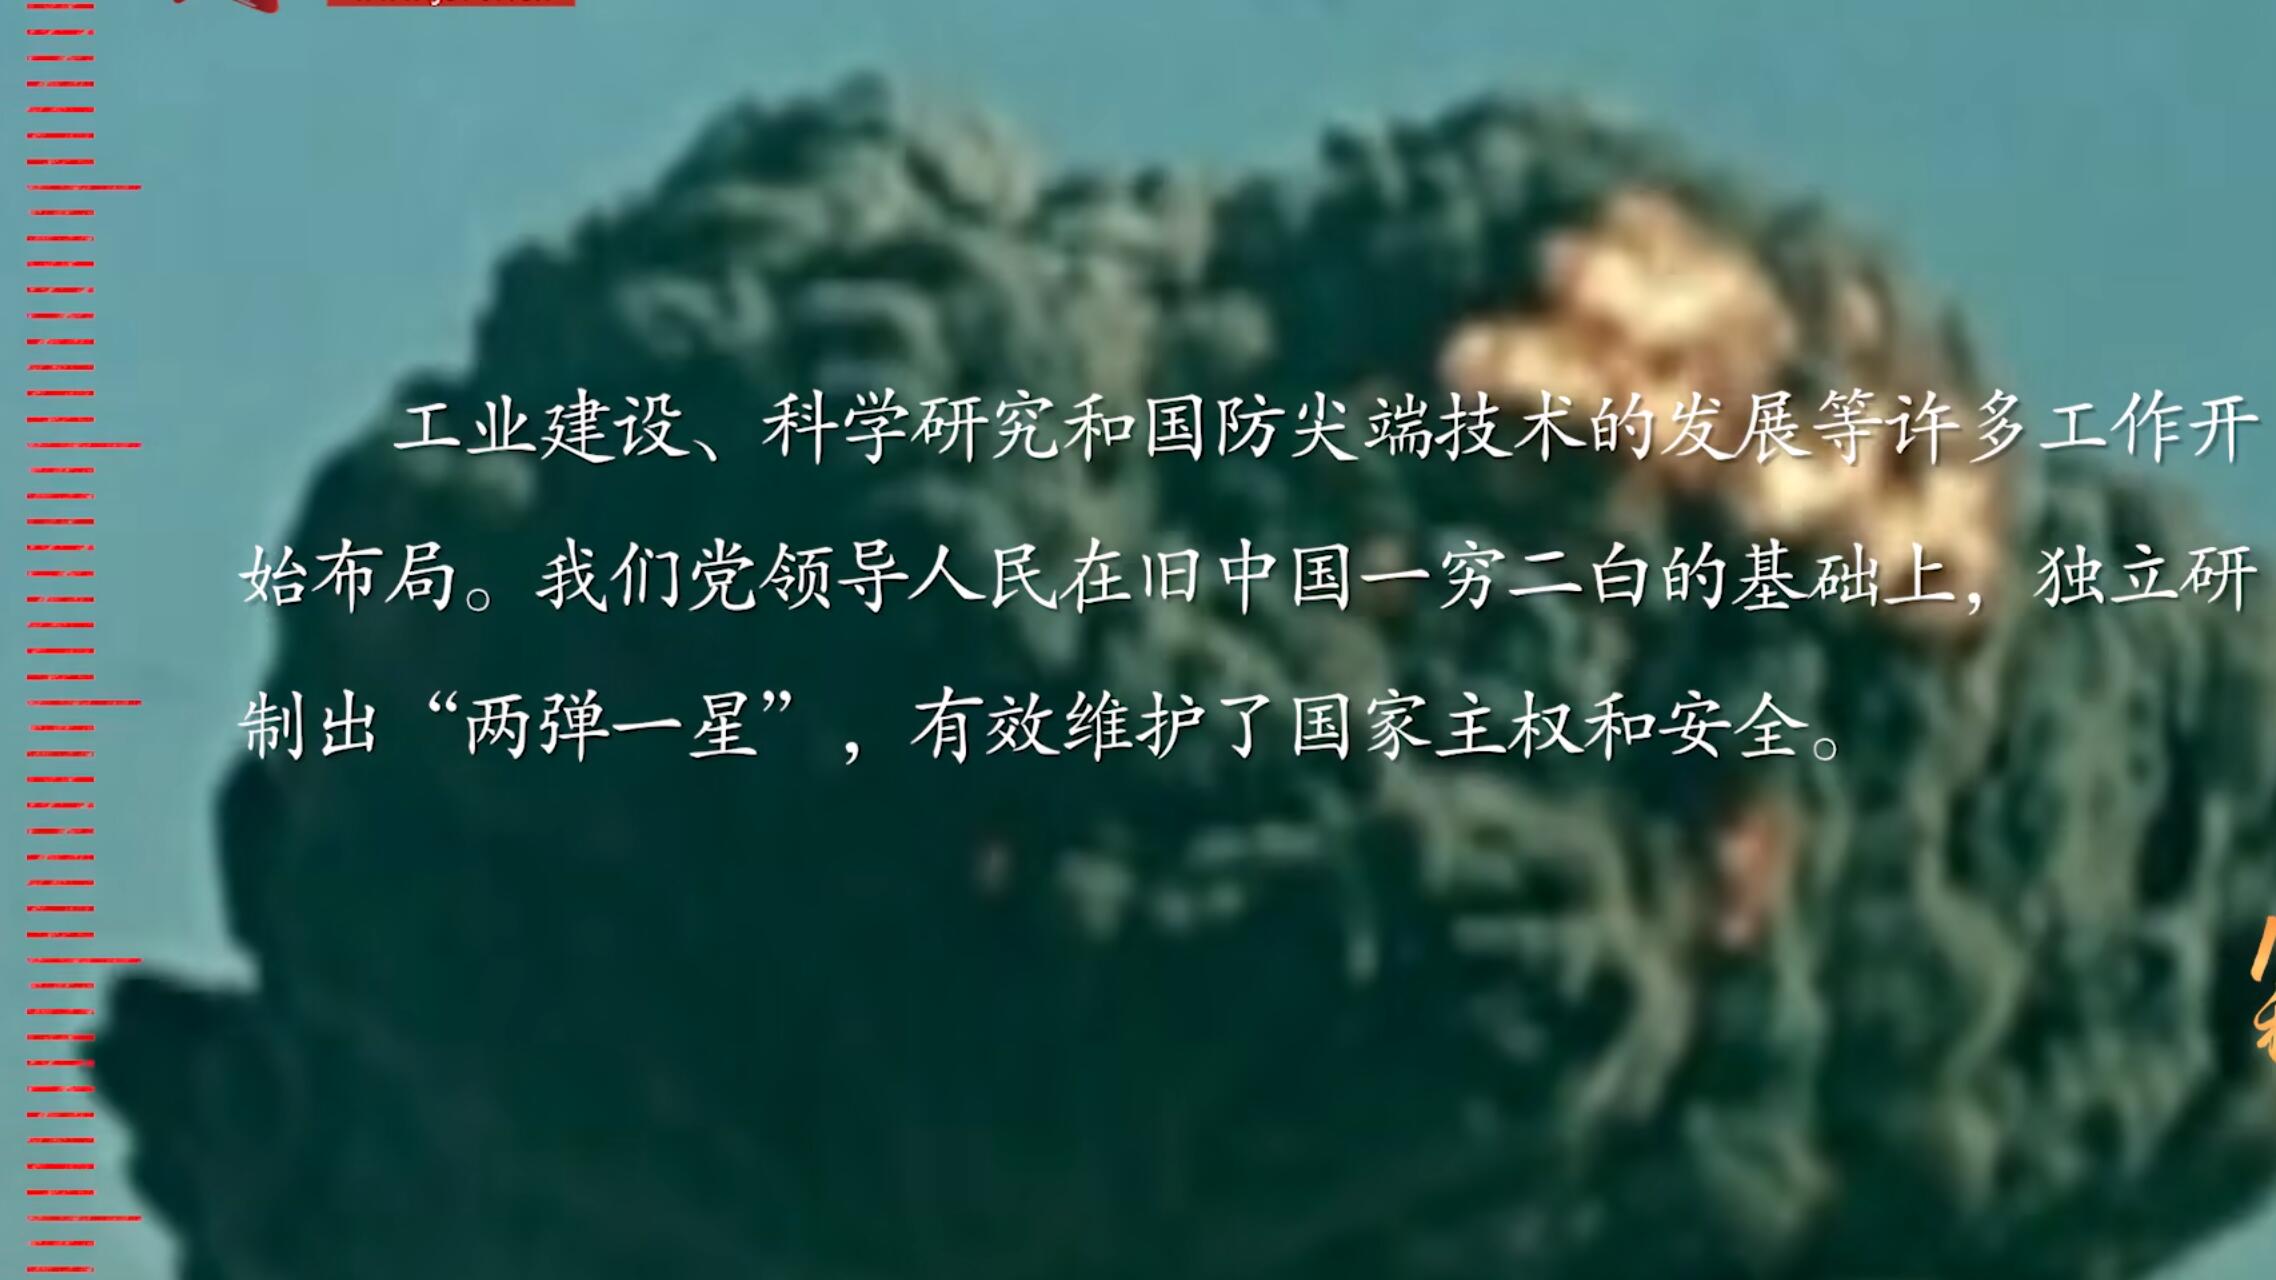 工业建设、科学研究和国防尖端技术的发展等许多工作开
始布局。我们党领导人民在旧中国一穷二白的基础上，独立研
制出“两弹一星”，有效维护了国家主权和安全。